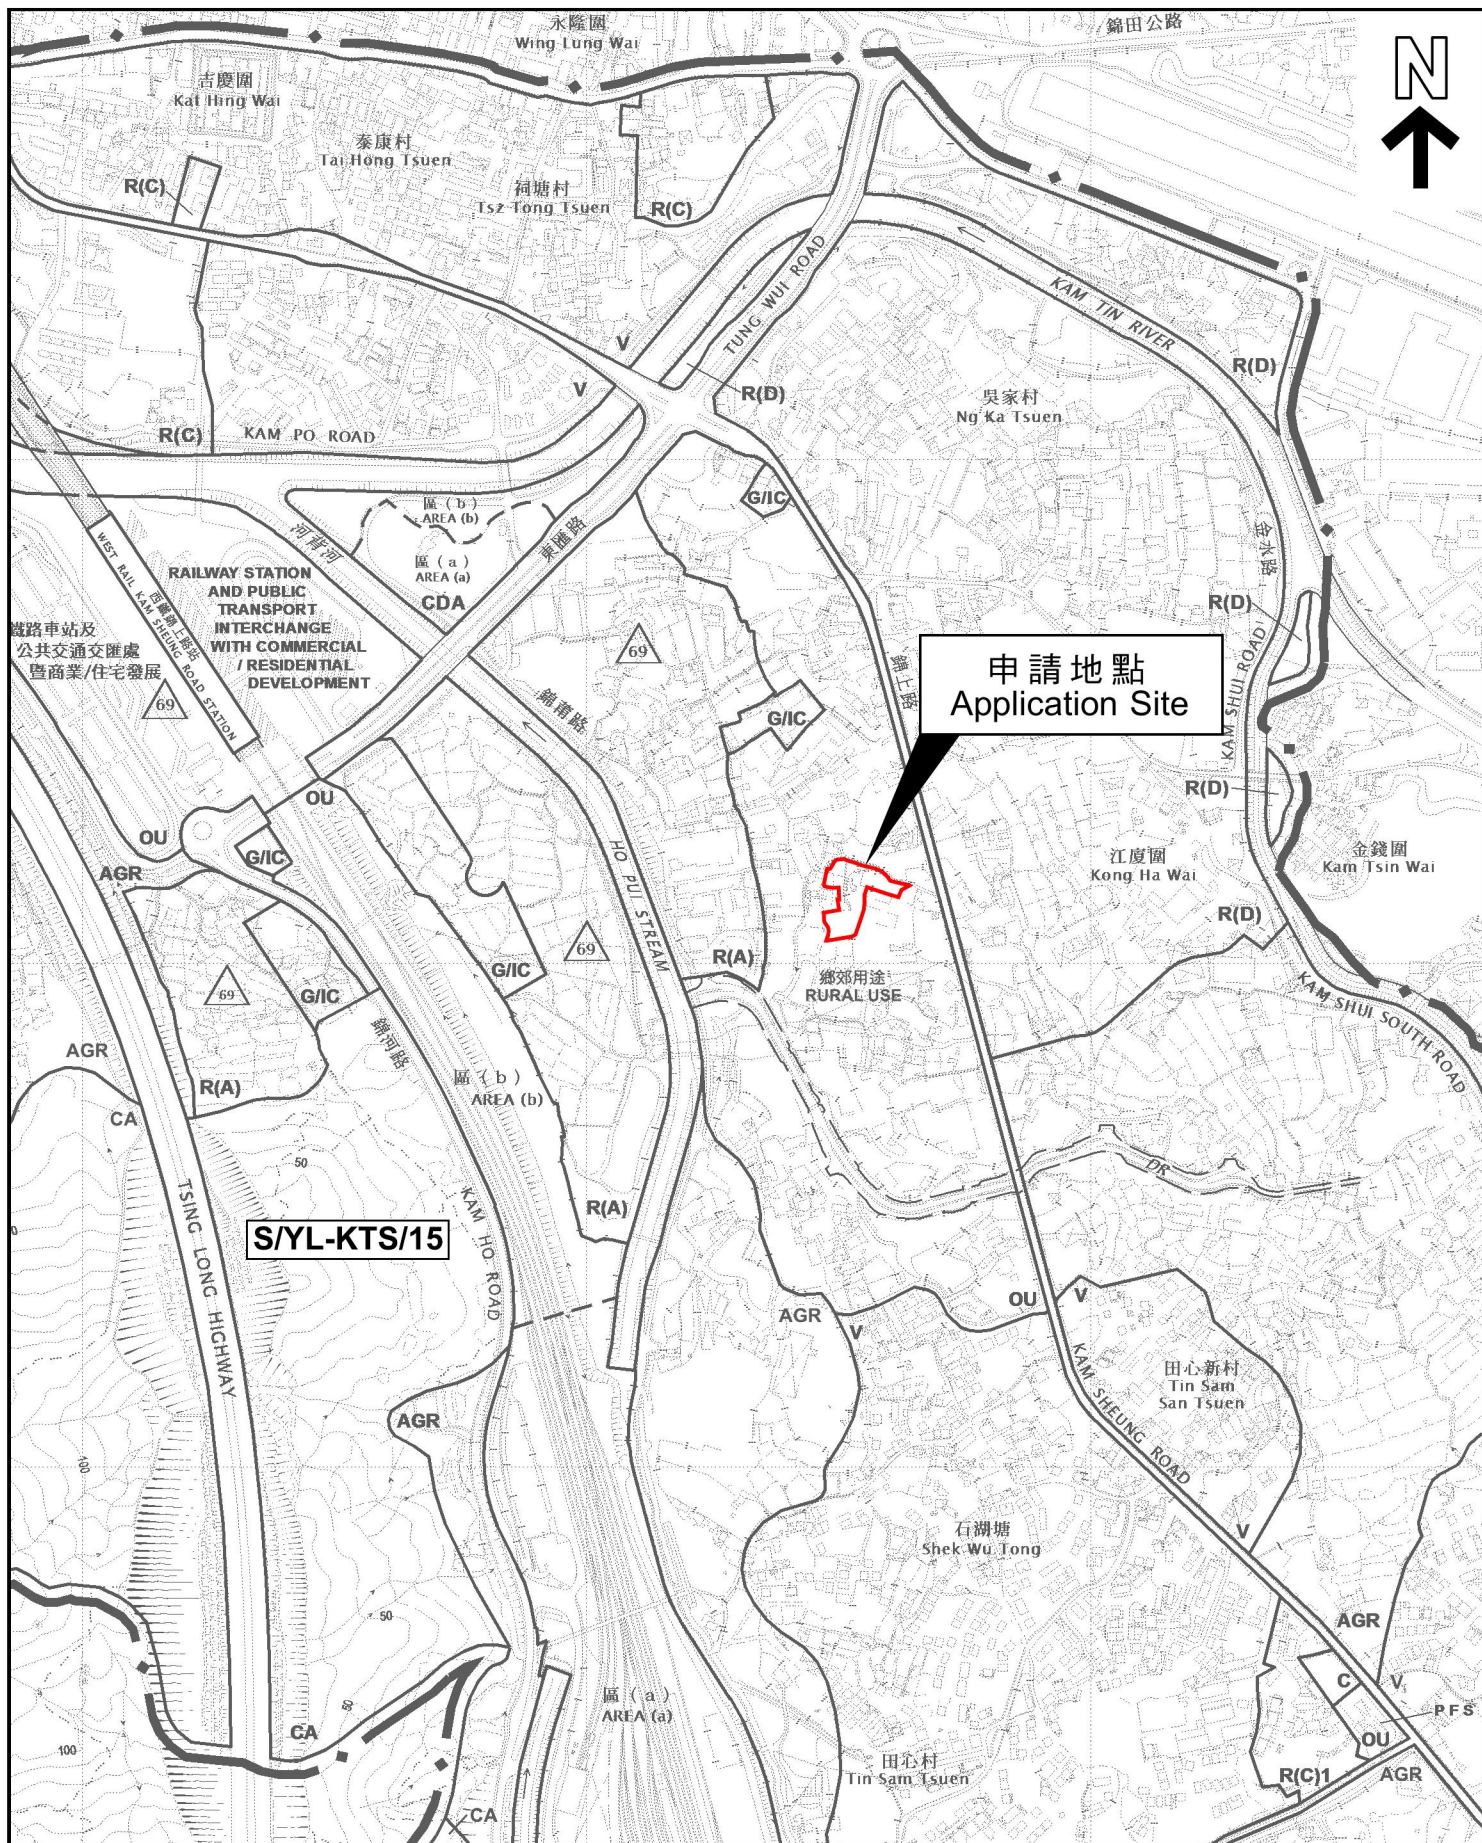 永隆圍
Wing Lung Wai
錦田公路
N
吉慶圍
Kat Hing Wai
泰康村
Tai Hong Tsuen
祠塘村
Tsz Tong Tsuen
R(C)
R(C)
TUNG WUI ROAD
KAM TIN RIVER
V
V
R(D)
R(D)
吳家村
Ng Ka Tsuen
R(C)
KAM PO ROAD
G/IC
區 ( b )
AREA (b)
河背河
東匯路
金水路
區 ( a )
AREA (a)
CDA
WEST RAIL KAM SHEUNG ROAD STATION
西鐵錦上路站
RAILWAY STATION
AND PUBLIC
TRANSPORT
INTERCHANGE
WITH COMMERCIAL
/ RESIDENTIAL
DEVELOPMENT
鐵路車站及
公共交通交匯處
暨商業/住宅發展
69
69
R(D)
KAM SHUI ROAD
錦上路
申請地點
Application Site
錦莆路
G/IC
OU
OU
G/IC
AGR
R(D)
HO PUI STREAM
江廈圍
Kong Ha Wai
金錢圍
Kam Tsin Wai
R(D)
69
G/IC
69
G/IC
R(A)
鄉郊用途
RURAL USE
KAM SHUI SOUTH ROAD
錦河路
AGR
R(A)
CA
區 ( b )
AREA (b)
50
DR
TSING LONG HIGHWAY
KAM HO ROAD
R(A)
S/YL-KTS/15
AGR
V
OU
V
田心新村
Tin Sam
San Tsuen
KAM SHEUNG ROAD
AGR
100
石湖塘
Shek Wu Tong
V
50
AGR
C
V
PFS
OU
R(C)1
AGR
區 ( a )
AREA (a)
50
CA
100
田心村
Tin Sam Tsuen
CA